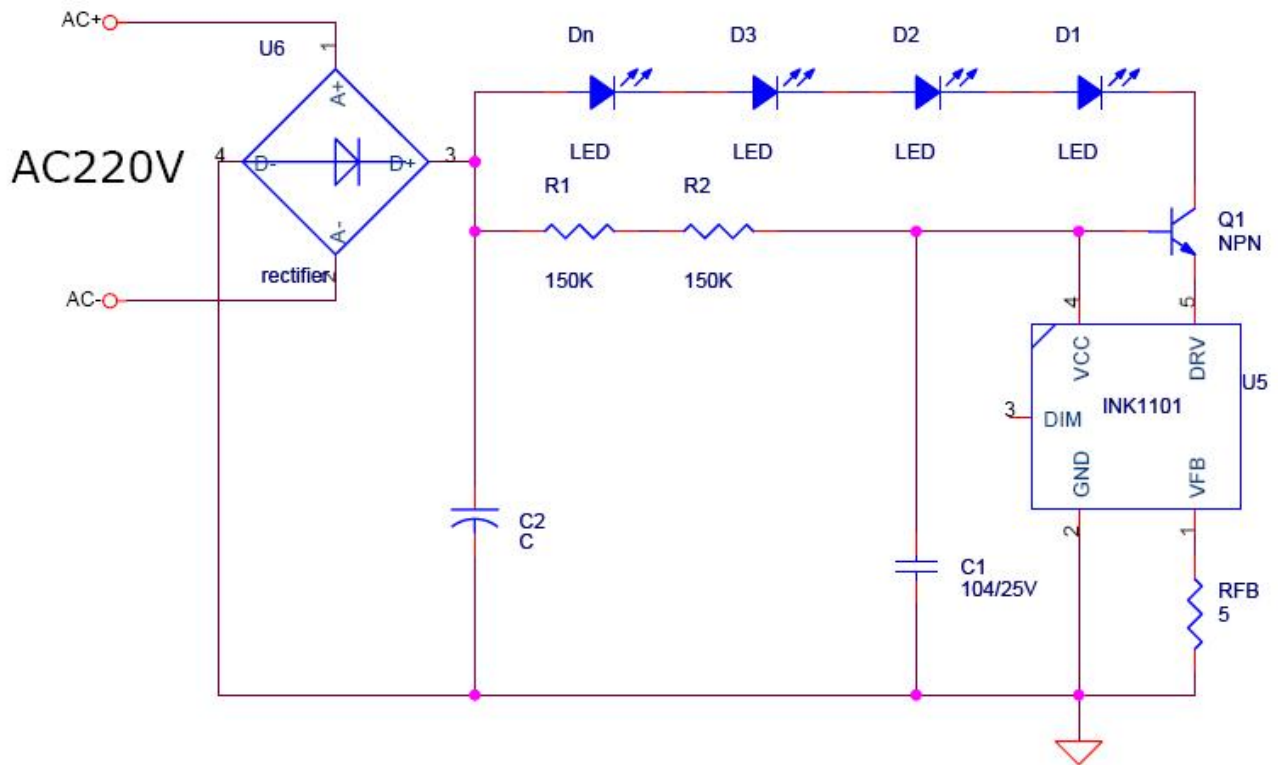 AC+
U6
1
A+
AC220V
4
D-
D+
3
A-
rectifier
2
AC-
Dn
D3
D2
D1
LED
LED
LED
LED
R1
R2
150K
150K
Q1
NPN
4
5
VCC
DRV
U5
INK1101
3
DIM
GND
VFB
2
1
C2
C
C1
104/25V
RFB
5